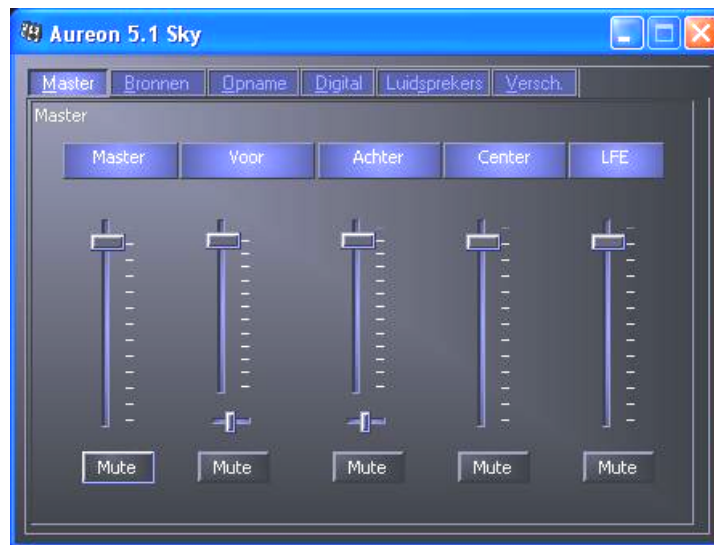 Aureon 5.1 Sky
Master Bronnen Opname Digital Luidsprekers Versch.
Master
Master Voor Achter Center LFE
Mute Mute Mute Mute Mute